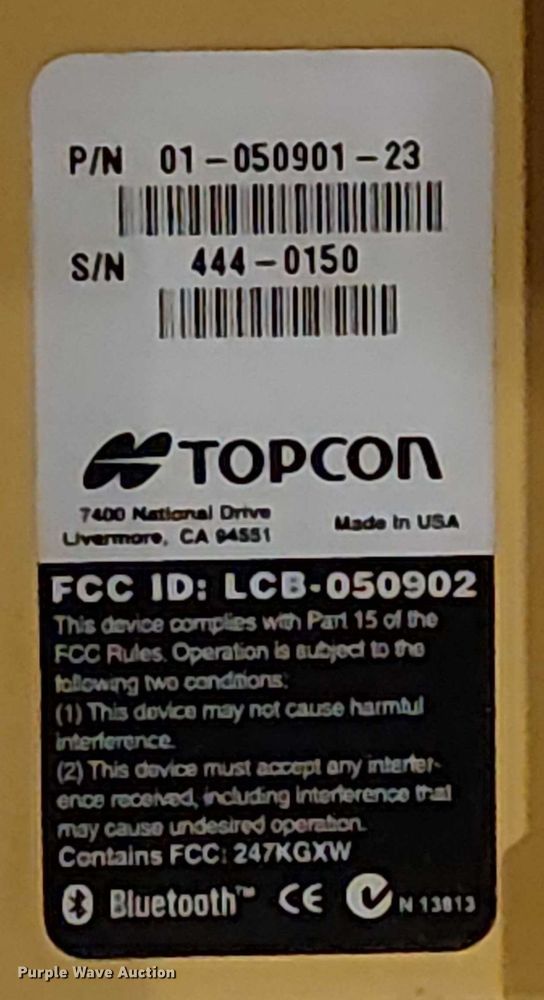 P/N 01-050901-23
S/N 444-0150
TOPCON
7400 National Drive
Livermore, CA 94551
Made in USA
FCC ID: LCB-050902
This device complies with Part 15 of the
FCC Rules. Operation is subject to the
following two conditions:
(1) This device may not cause harmful
interference.
(2) This device must accept any interfer-
ence received, including interference that
may cause undesired operation.
Contains FCC: 247KGXW
Bluetooth™ CE N 13813
Purple Wave Auction